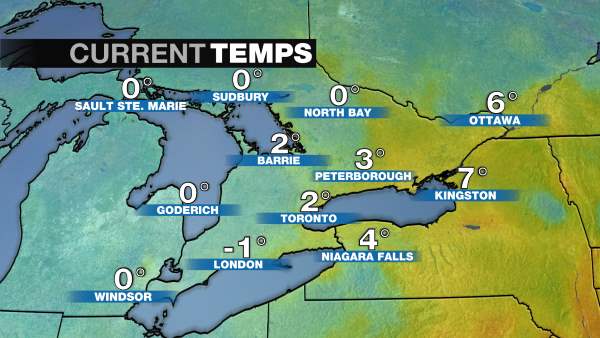 CURRENT TEMPS
0°
SAULT STE. MARIE
0°
SUDBURY
0°
NORTH BAY
6°
OTTAWA
2°
BARRIE
3°
PETERBOROUGH
7°
KINGSTON
0°
GODERICH
2°
TORONTO
-1°
LONDON
4°
NIAGARA FALLS
0°
WINDSOR